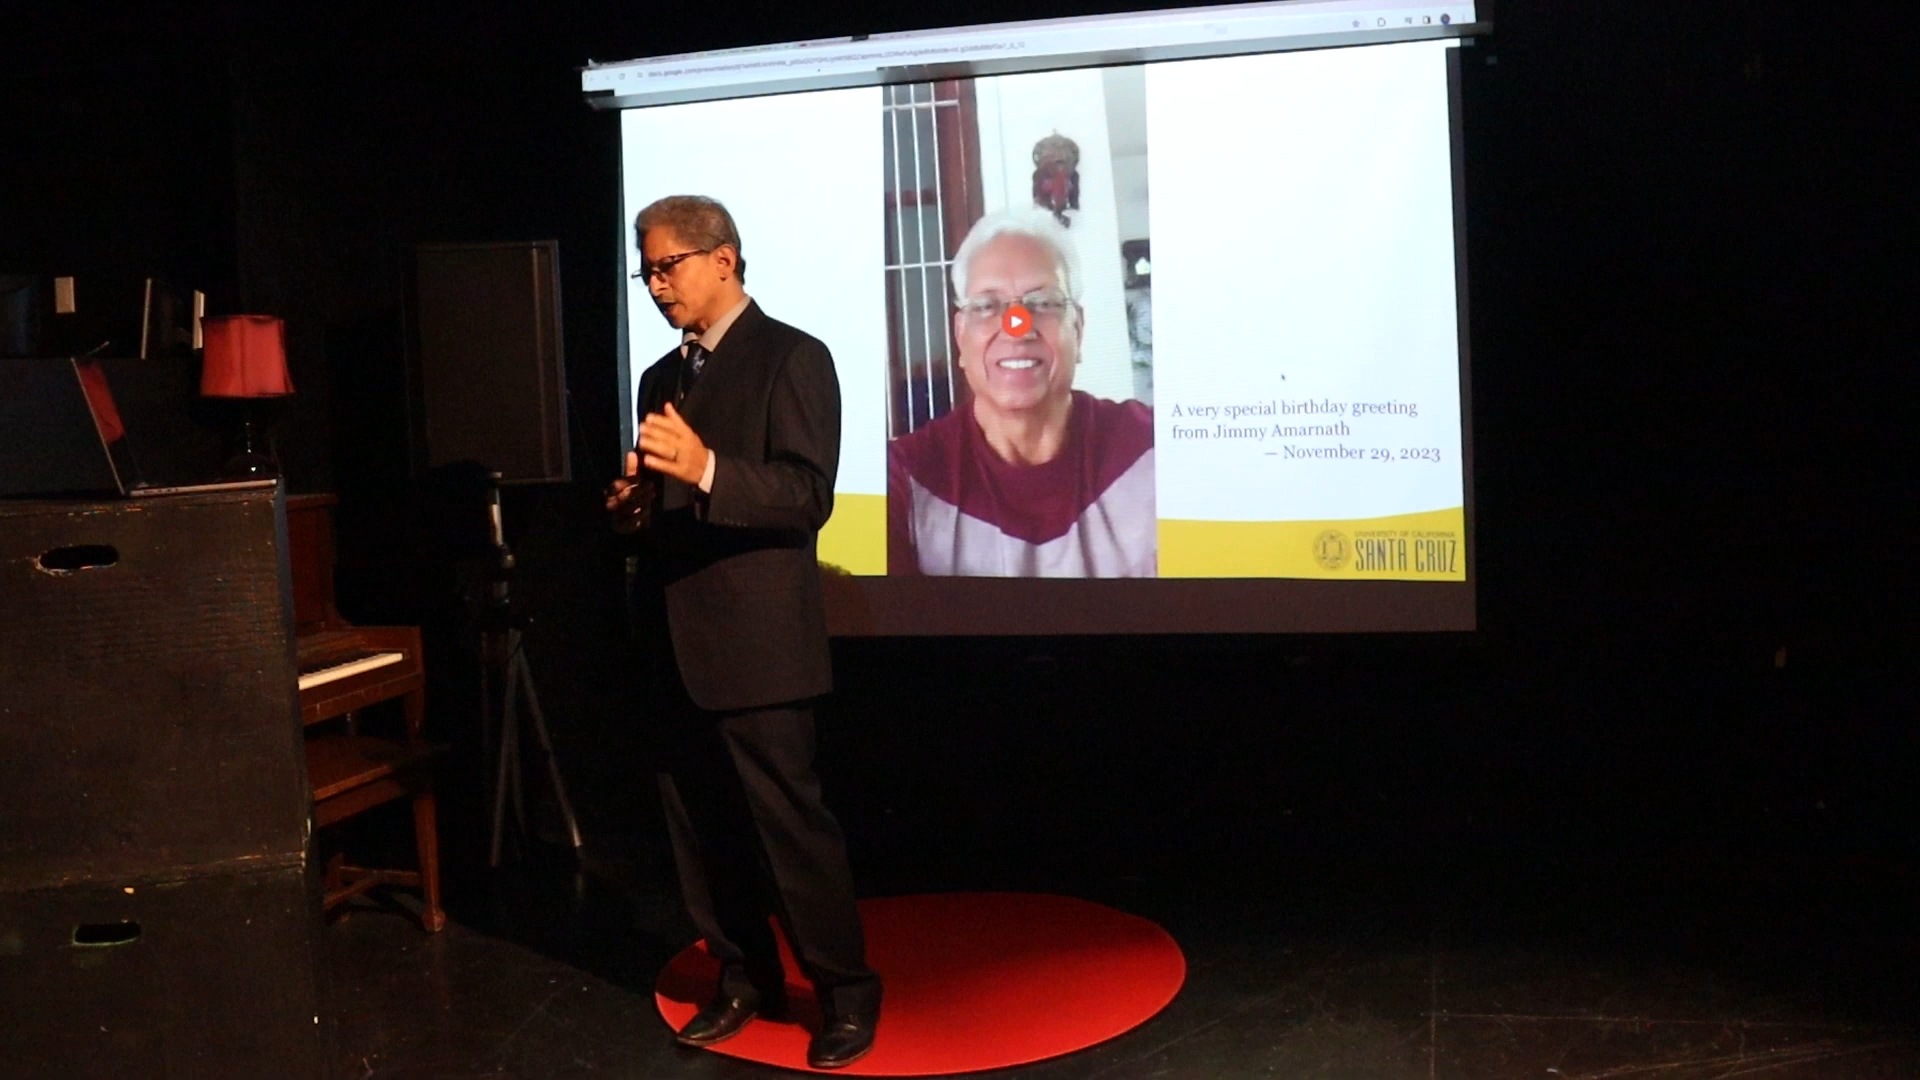 A very special birthday greeting
from Jimmy Amarnath
— November 29, 2023
UNIVERSITY OF CALIFORNIA
SANTA CRUZ